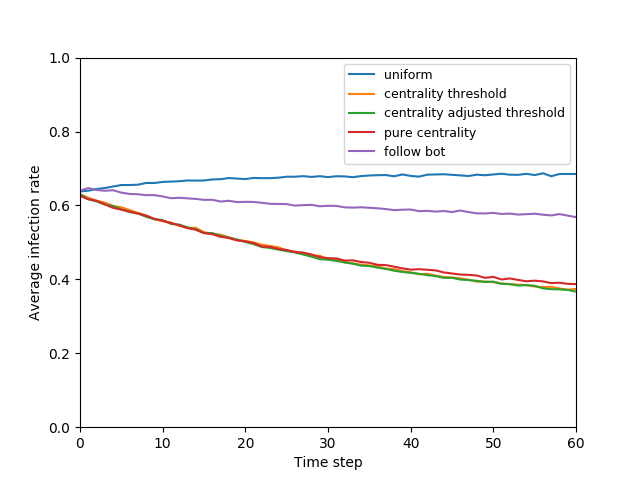 1.0
0.8
0.6
0.4
0.2
0.0
Average infection rate
uniform
centrality threshold
centrality adjusted threshold
pure centrality
follow bot
0 10 20 30 40 50 60
Time step